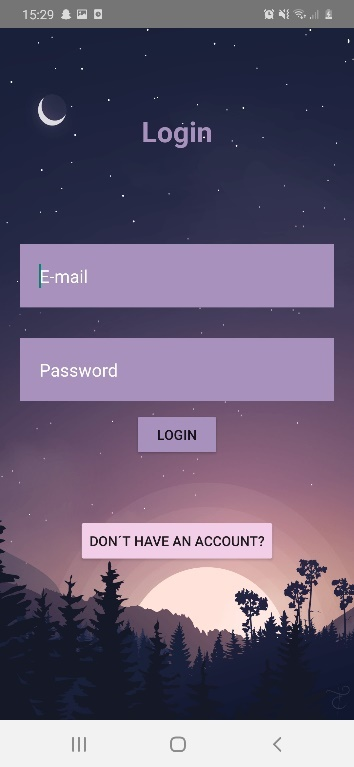 15:29
Login
E-mail
Password
LOGIN
DON´T HAVE AN ACCOUNT?